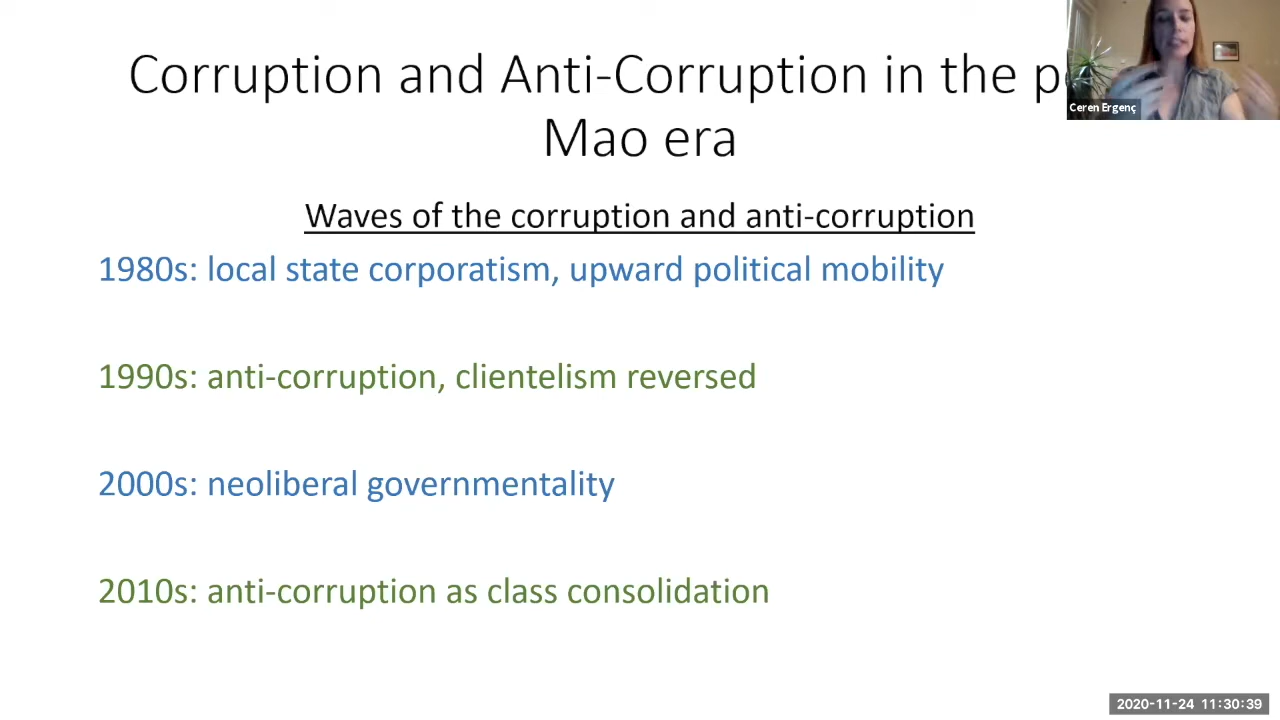 Corruption and Anti-Corruption in the
Mao era
Ceren Ergenç
Waves of the corruption and anti-corruption
1980s: local state corporatism, upward political mobility
1990s: anti-corruption, clientelism reversed
2000s: neoliberal governmentality
2010s: anti-corruption as class consolidation
2020-11-24 11:30:39